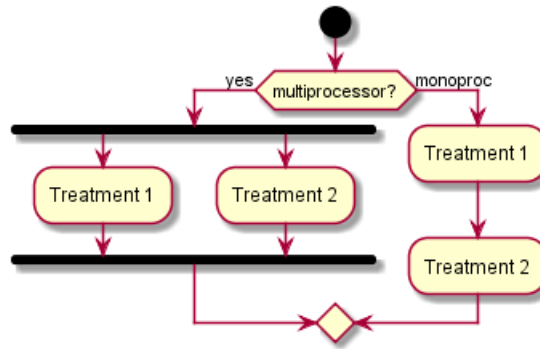 yes
multiprocessor?
monoproc
Treatment 1
Treatment 2
Treatment 1
Treatment 2